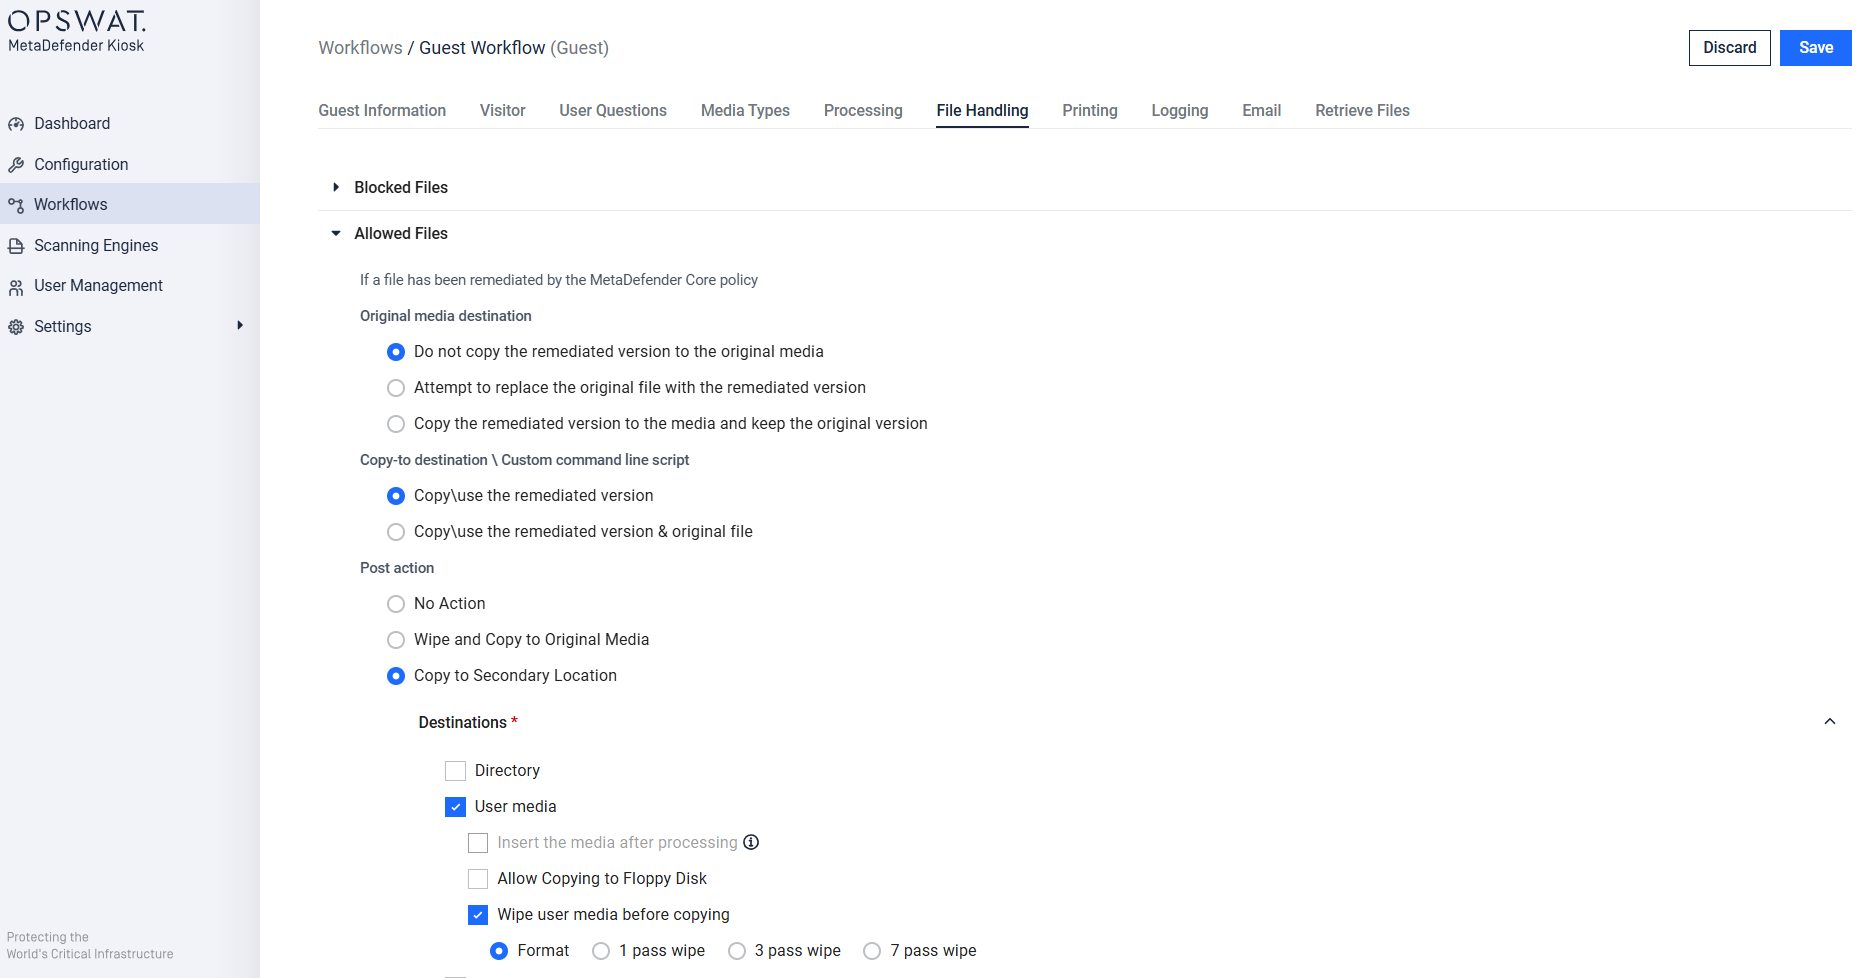 OPSWAT.
MetaDefender Kiosk
Dashboard
Configuration
Workflows
Scanning Engines
User Management
Settings
Protecting the
World's Critical Infrastructure
Workflows / Guest Workflow (Guest)
Discard
Save
Guest Information
Visitor
User Questions
Media Types
Processing
File Handling
Printing
Logging
Email
Retrieve Files
Blocked Files
Allowed Files
If a file has been remediated by the MetaDefender Core policy
Original media destination
Do not copy the remediated version to the original media
Attempt to replace the original file with the remediated version
Copy the remediated version to the media and keep the original version
Copy-to destination \ Custom command line script
Copy\use the remediated version
Copy\use the remediated version & original file
Post action
No Action
Wipe and Copy to Original Media
Copy to Secondary Location
Destinations *
Directory
User media
Insert the media after processing
Allow Copying to Floppy Disk
Wipe user media before copying
Format 1 pass wipe 3 pass wipe 7 pass wipe